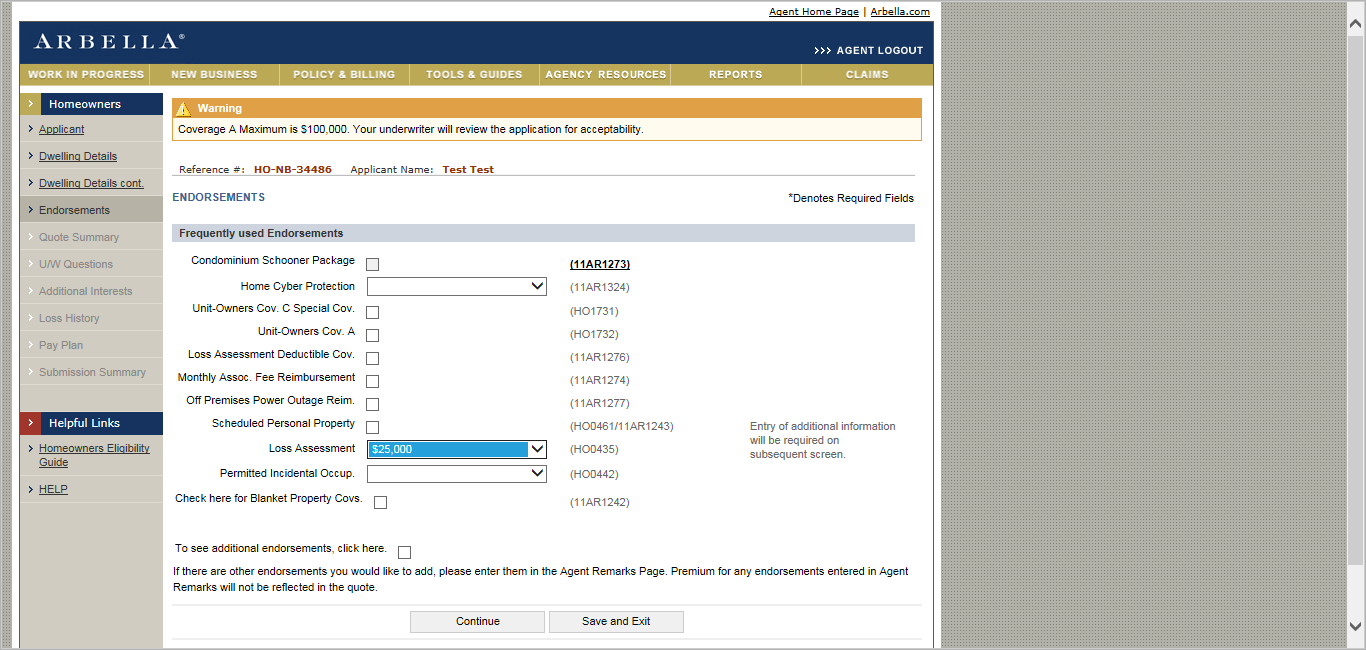 Agent Home Page | Arbella.com
ARBELLA®
>>> AGENT LOGOUT
WORK IN PROGRESS NEW BUSINESS POLICY & BILLING TOOLS & GUIDES AGENCY RESOURCES REPORTS CLAIMS
Homeowners
Applicant
Dwelling Details
Dwelling Details cont.
Endorsements
Quote Summary
U/W Questions
Additional Interests
Loss History
Pay Plan
Submission Summary
Helpful Links
Homeowners Eligibility
Guide
HELP
Warning
Coverage A Maximum is $100,000. Your underwriter will review the application for acceptability.
Reference #: HO-NB-34486 Applicant Name: Test Test
ENDORSEMENTS
*Denotes Required Fields
Frequently used Endorsements
Condominium Schooner Package (11AR1273)
Home Cyber Protection (11AR1324)
Unit-Owners Cov. C Special Cov. (HO1731)
Unit-Owners Cov. A (HO1732)
Loss Assessment Deductible Cov. (11AR1276)
Monthly Assoc. Fee Reimbursement (11AR1274)
Off Premises Power Outage Reim. (11AR1277)
Scheduled Personal Property (HO0461/11AR1243)
Entry of additional information
will be required on
subsequent screen.
Loss Assessment $25,000 (HO0435)
Permitted Incidental Occup. (HO0442)
Check here for Blanket Property Covs. (11AR1242)
To see additional endorsements, click here.
If there are other endorsements you would like to add, please enter them in the Agent Remarks Page. Premium for any endorsements entered in Agent
Remarks will not be reflected in the quote.
Continue Save and Exit